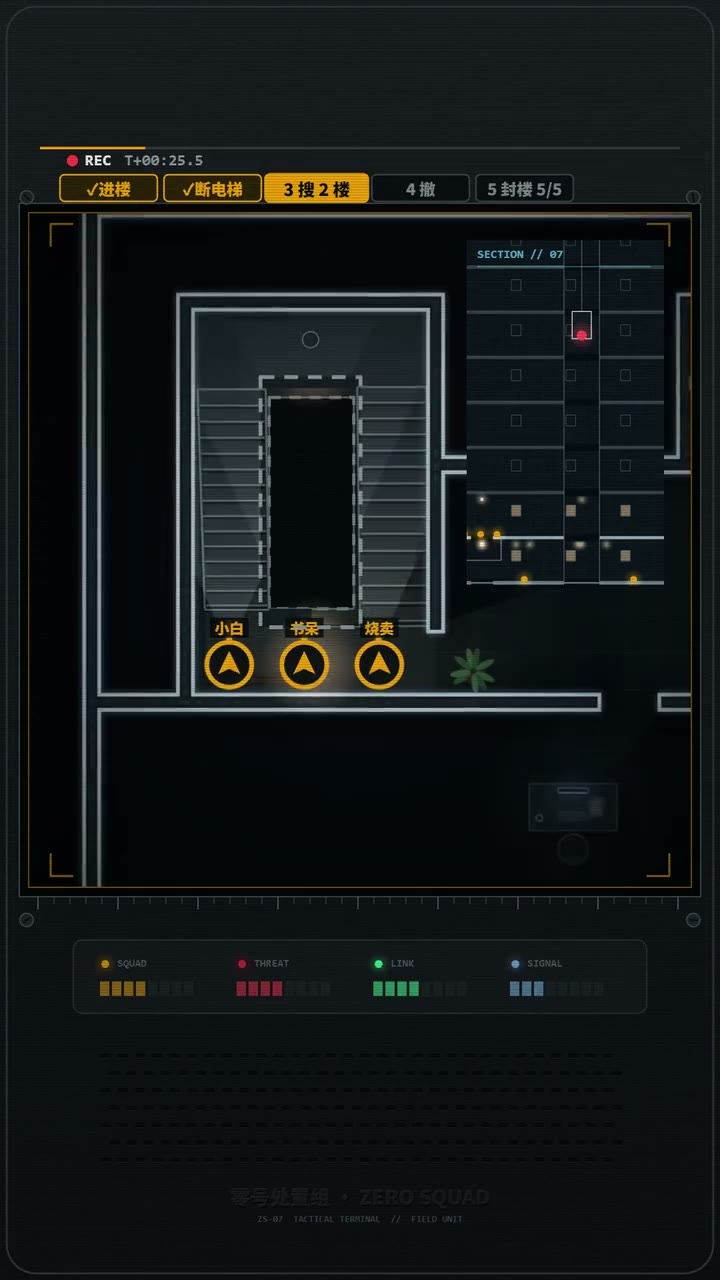 REC T+00:25.5
✓进楼 ✓断电梯 3 搜 2 楼 4 撤 5 封楼 5/5
SECTION // 07
小白 书呆 烧卖
SQUAD THREAT LINK SIGNAL
零号处置组 · ZERO SQUAD
ZS-07 TACTICAL TERMINAL // FIELD UNIT